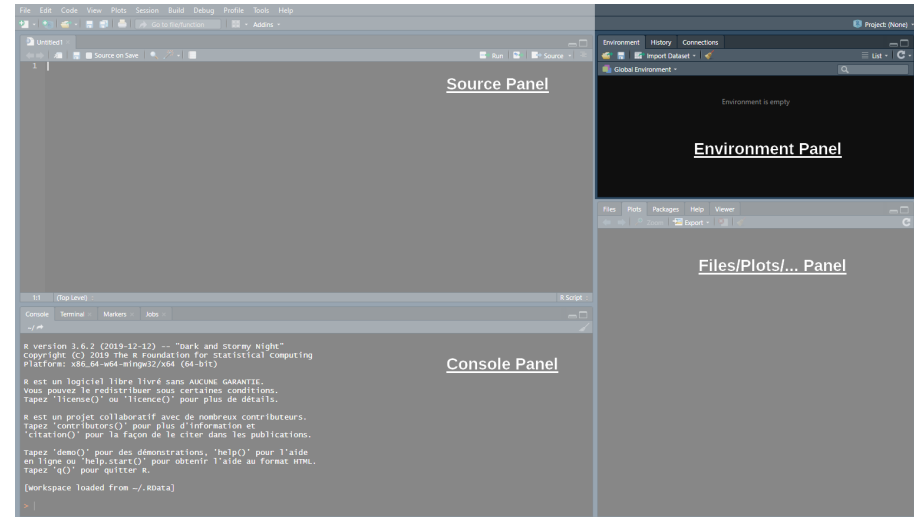 File Edit Code View Plots Session Build Debug Profile Tools Help
Go to file/function Addins
Project: (None)
Untitled1
Source on Save Run Source
1
Source Panel
1:1 (Top Level) R Script
Environment History Connections
Import Dataset List
Global Environment
Environment is empty
Environment Panel
Files Plots Packages Help Viewer
Zoom Export
Files/Plots/... Panel
Console Terminal Markers Jobs
~/
Console Panel
R version 3.6.2 (2019-12-12) -- "Dark and Stormy Night"
Copyright (C) 2019 The R Foundation for Statistical Computing
Platform: x86_64-w64-mingw32/x64 (64-bit)
R est un logiciel libre livré sans AUCUNE GARANTIE.
Vous pouvez le redistribuer sous certaines conditions.
Tapez 'license()' ou 'licence()' pour plus de détails.
R est un projet collaboratif avec de nombreux contributeurs.
Tapez 'contributors()' pour plus d'information et
'citation()' pour la façon de le citer dans les publications.
Tapez 'demo()' pour des démonstrations, 'help()' pour l'aide
en ligne ou 'help.start()' pour obtenir l'aide au format HTML.
Tapez 'q()' pour quitter R.
[Workspace loaded from ~/.RData]
>